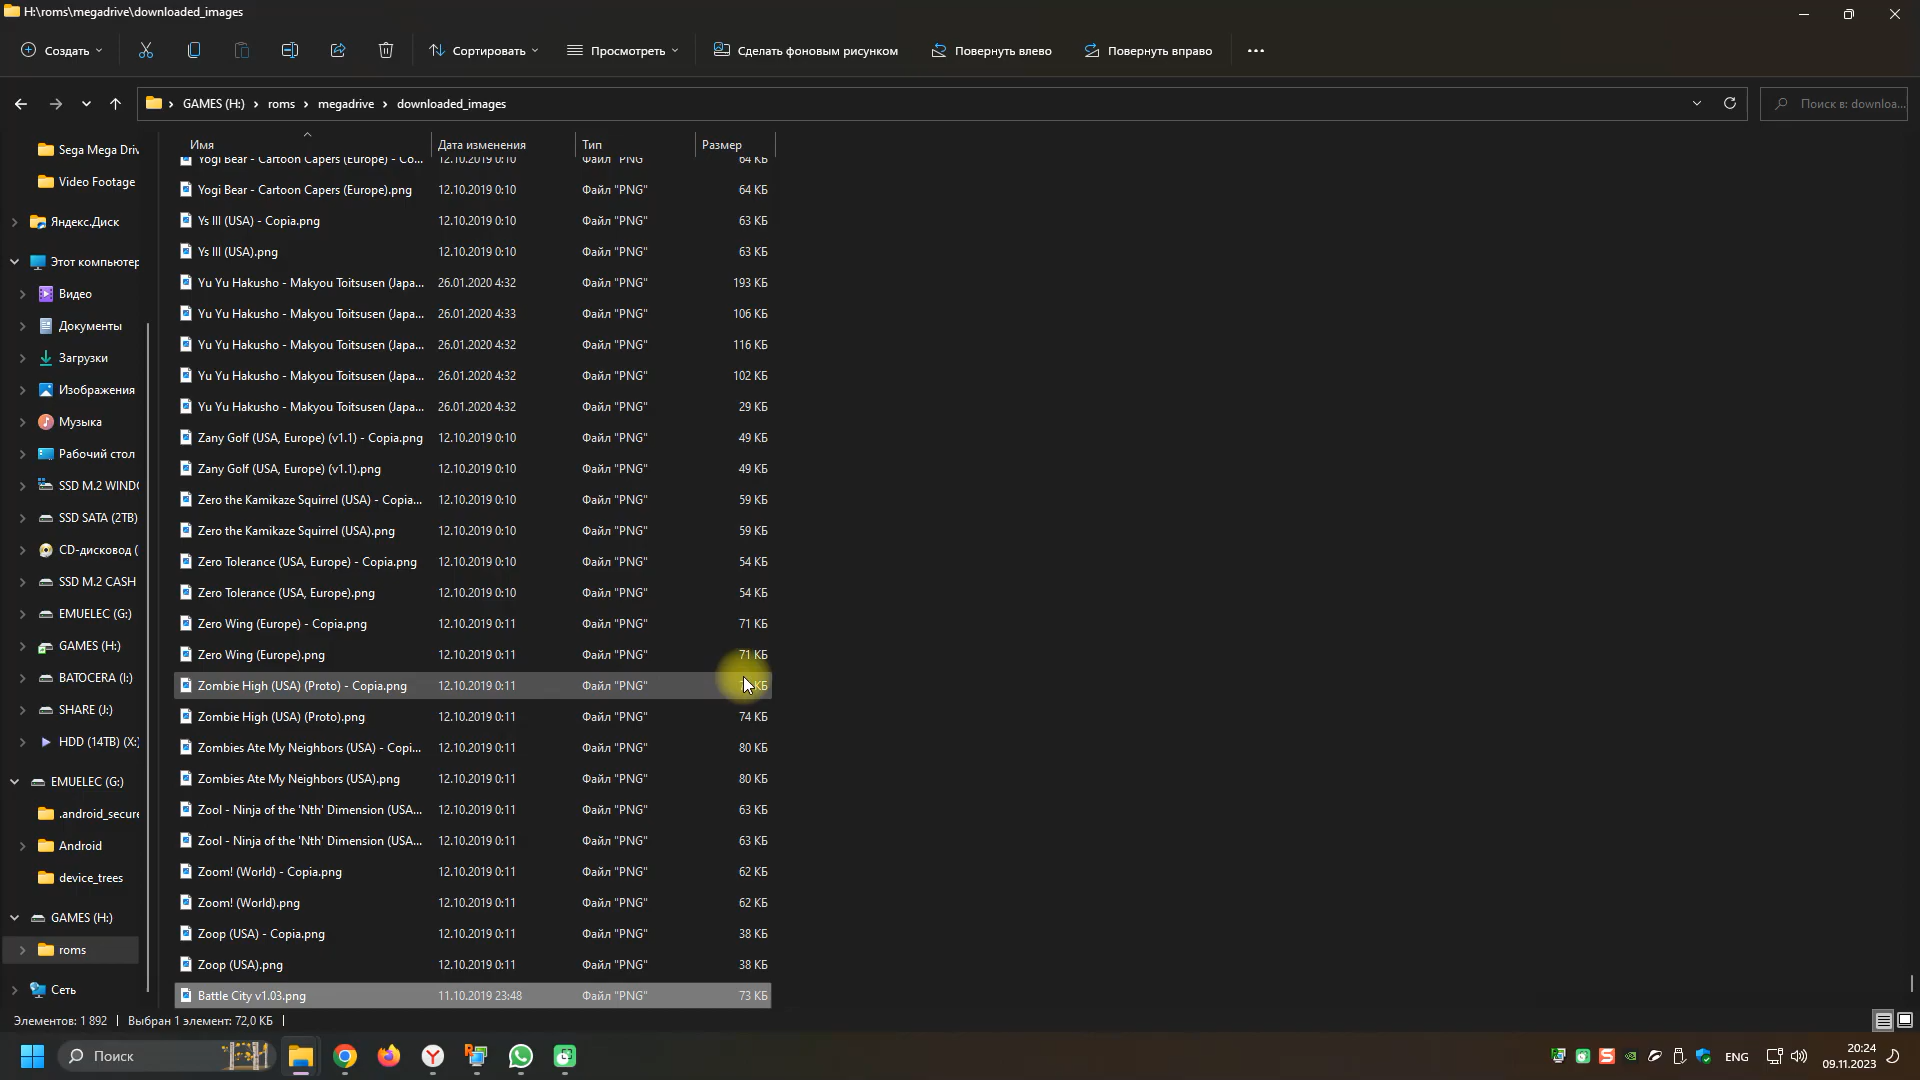 H:\roms\megadrive\downloaded_images
Создать
Сортировать
Просмотреть
Сделать фоновым рисунком
Повернуть влево
Повернуть вправо
GAMES (H:) › roms › megadrive › downloaded_images
Поиск в: downloa...
Sega Mega Driv
Video Footage
Яндекс.Диск
Этот компьютер
Видео
Документы
Загрузки
Изображения
Музыка
Рабочий стол
SSD M.2 WIND
SSD SATA (2TB)
CD-дисковод (
SSD M.2 CASH
EMUELEC (G:)
GAMES (H:)
BATOCERA (I:)
SHARE (J:)
HDD (14TB) (X:)
EMUELEC (G:)
.android_secure
Android
device_trees
GAMES (H:)
roms
Сеть
Имя Дата изменения Тип Размер
Yogi Bear - Cartoon Capers (Europe) - Co... 12.10.2019 0:10 Файл "PNG" 64 КБ
Yogi Bear - Cartoon Capers (Europe).png 12.10.2019 0:10 Файл "PNG" 64 КБ
Ys III (USA) - Copia.png 12.10.2019 0:10 Файл "PNG" 63 КБ
Ys III (USA).png 12.10.2019 0:10 Файл "PNG" 63 КБ
Yu Yu Hakusho - Makyou Toitsusen (Japa... 26.01.2020 4:32 Файл "PNG" 193 КБ
Yu Yu Hakusho - Makyou Toitsusen (Japa... 26.01.2020 4:33 Файл "PNG" 106 КБ
Yu Yu Hakusho - Makyou Toitsusen (Japa... 26.01.2020 4:32 Файл "PNG" 116 КБ
Yu Yu Hakusho - Makyou Toitsusen (Japa... 26.01.2020 4:32 Файл "PNG" 102 КБ
Yu Yu Hakusho - Makyou Toitsusen (Japa... 26.01.2020 4:32 Файл "PNG" 29 КБ
Zany Golf (USA, Europe) (v1.1) - Copia.png 12.10.2019 0:10 Файл "PNG" 49 КБ
Zany Golf (USA, Europe) (v1.1).png 12.10.2019 0:10 Файл "PNG" 49 КБ
Zero the Kamikaze Squirrel (USA) - Copia... 12.10.2019 0:10 Файл "PNG" 59 КБ
Zero the Kamikaze Squirrel (USA).png 12.10.2019 0:10 Файл "PNG" 59 КБ
Zero Tolerance (USA, Europe) - Copia.png 12.10.2019 0:10 Файл "PNG" 54 КБ
Zero Tolerance (USA, Europe).png 12.10.2019 0:10 Файл "PNG" 54 КБ
Zero Wing (Europe) - Copia.png 12.10.2019 0:11 Файл "PNG" 71 КБ
Zero Wing (Europe).png 12.10.2019 0:11 Файл "PNG" 71 КБ
Zombie High (USA) (Proto) - Copia.png 12.10.2019 0:11 Файл "PNG" КБ
Zombie High (USA) (Proto).png 12.10.2019 0:11 Файл "PNG" 74 КБ
Zombies Ate My Neighbors (USA) - Copi... 12.10.2019 0:11 Файл "PNG" 80 КБ
Zombies Ate My Neighbors (USA).png 12.10.2019 0:11 Файл "PNG" 80 КБ
Zool - Ninja of the 'Nth' Dimension (USA... 12.10.2019 0:11 Файл "PNG" 63 КБ
Zool - Ninja of the 'Nth' Dimension (USA... 12.10.2019 0:11 Файл "PNG" 63 КБ
Zoom! (World) - Copia.png 12.10.2019 0:11 Файл "PNG" 62 КБ
Zoom! (World).png 12.10.2019 0:11 Файл "PNG" 62 КБ
Zoop (USA) - Copia.png 12.10.2019 0:11 Файл "PNG" 38 КБ
Zoop (USA).png 12.10.2019 0:11 Файл "PNG" 38 КБ
Battle City v1.03.png 11.10.2019 23:48 Файл "PNG" 73 КБ
Элементов: 1 892 | Выбран 1 элемент: 72,0 КБ |
Поиск
ENG
20:24
09.11.2023